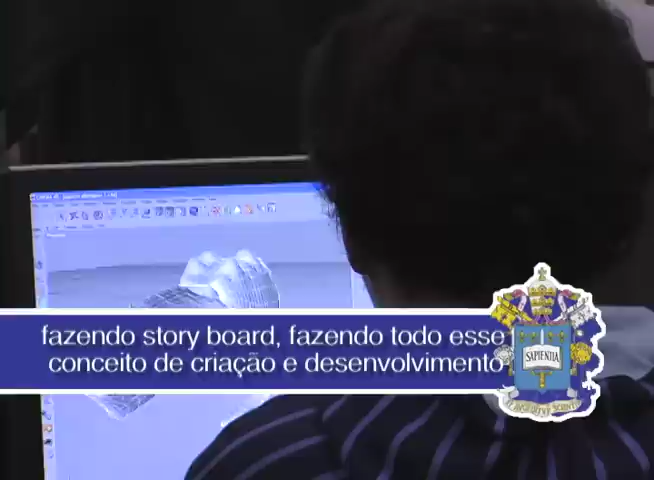 fazendo story board, fazendo todo esse
conceito de criação e desenvolvimento
SAPIENTIA